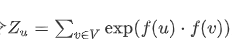 Z_u = \sum_{v \in V} \exp(f(u) \cdot f(v))